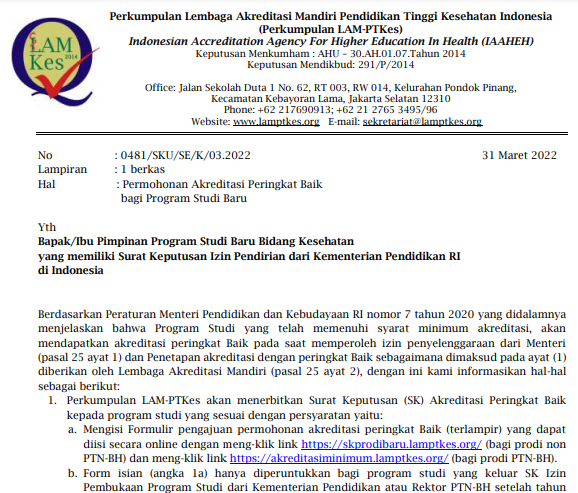 LAM
Kes 2014
Perkumpulan Lembaga Akreditasi Mandiri Pendidikan Tinggi Kesehatan Indonesia
(Perkumpulan LAM-PTKes)
Indonesian Accreditation Agency For Higher Education In Health (IAAHEH)
Keputusan Menkumham : AHU – 30.AH.01.07.Tahun 2014
Keputusan Mendikbud: 291/P/2014
Office: Jalan Sekolah Duta 1 No. 62, RT 003, RW 014, Kelurahan Pondok Pinang,
Kecamatan Kebayoran Lama, Jakarta Selatan 12310
Phone: +62 217690913; +62 21 2765 3495/96
Website: www.lamptkes.org E-mail: sekretariat@lamptkes.org
No : 0481/SKU/SE/K/03.2022 31 Maret 2022
Lampiran : 1 berkas
Hal : Permohonan Akreditasi Peringkat Baik
bagi Program Studi Baru
Yth
Bapak/Ibu Pimpinan Program Studi Baru Bidang Kesehatan
yang memiliki Surat Keputusan Izin Pendirian dari Kementerian Pendidikan RI
di Indonesia
Berdasarkan Peraturan Menteri Pendidikan dan Kebudayaan RI nomor 7 tahun 2020 yang didalamnya
menjelaskan bahwa Program Studi yang telah memenuhi syarat minimum akreditasi, akan
mendapatkan akreditasi peringkat Baik pada saat memperoleh izin penyelenggaraan dari Menteri
(pasal 25 ayat 1) dan Penetapan akreditasi dengan peringkat Baik sebagaimana dimaksud pada ayat (1)
diberikan oleh Lembaga Akreditasi Mandiri (pasal 25 ayat 2), dengan ini kami informasikan hal-hal
sebagai berikut:
1. Perkumpulan LAM-PTKes akan menerbitkan Surat Keputusan (SK) Akreditasi Peringkat Baik
kepada program studi yang sesuai dengan persyaratan yaitu:
a. Mengisi Formulir pengajuan permohonan akreditasi peringkat Baik (terlampir) yang dapat
diisi secara online dengan meng-klik link https://skprodibaru.lamptkes.org/ (bagi prodi non
PTN-BH) dan meng-klik link https://akreditasiminimum.lamptkes.org/ (bagi prodi PTN-BH).
b. Form isian (angka 1a) hanya diperuntukan bagi program studi yang keluar SK Izin
Pembukaan Program Studi dari Kementerian Pendidikan atau Rektor PTN-BH setelah tahun